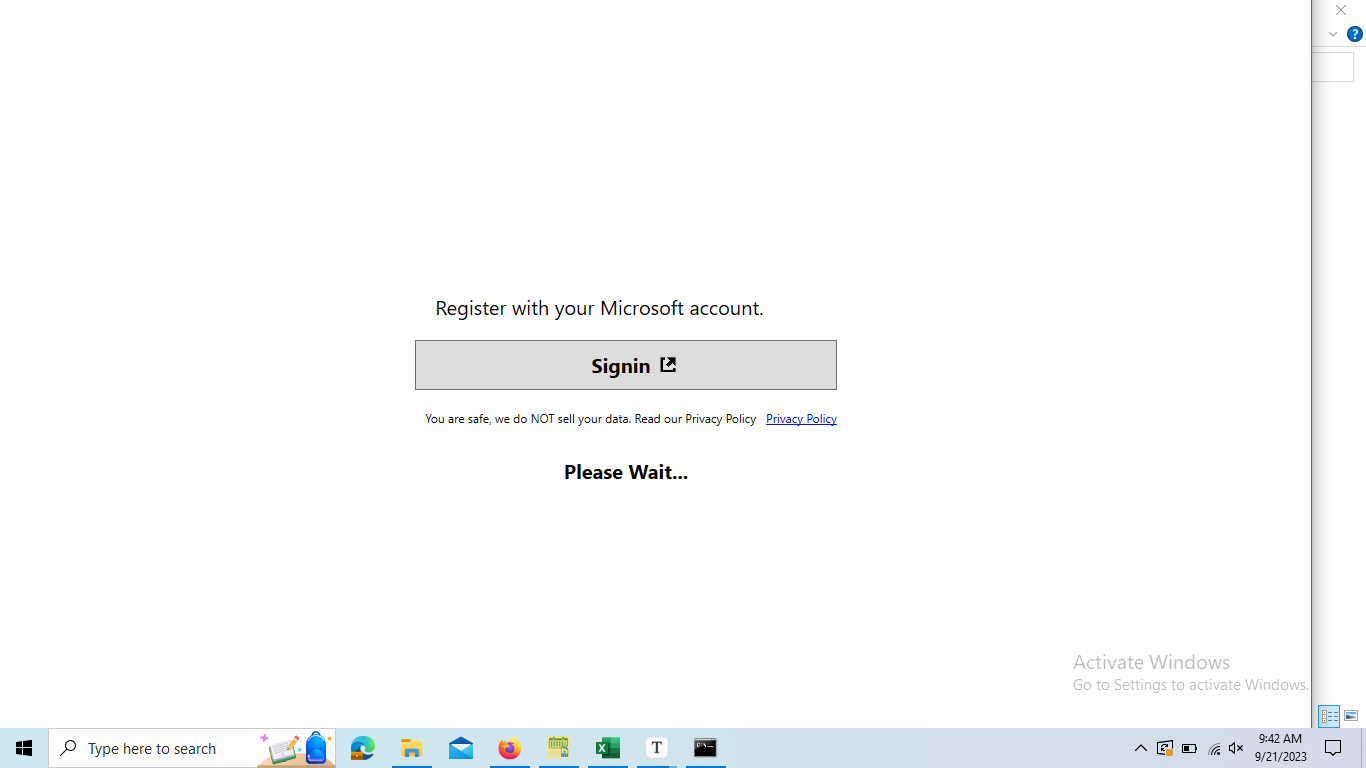 ?
Register with your Microsoft account.
Signin
You are safe, we do NOT sell your data. Read our Privacy Policy Privacy Policy
Please Wait...
Activate Windows
Go to Settings to activate Windows.
Type here to search
T
9:42 AM
9/21/2023